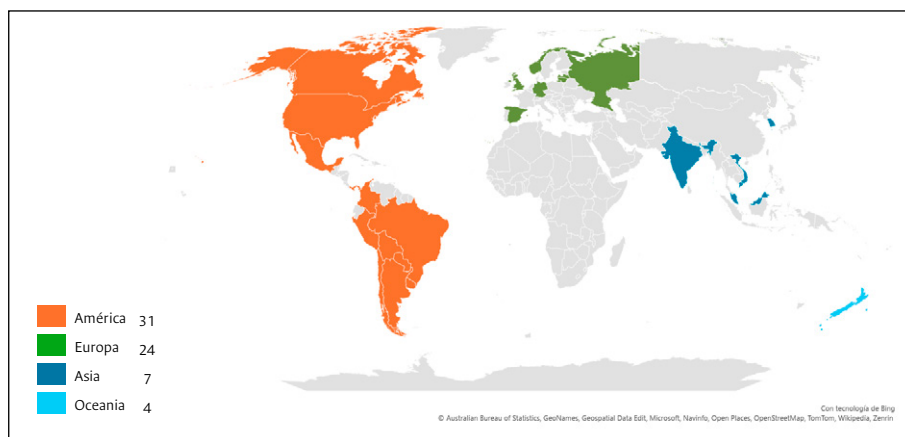 América 31
Europa 24
Asia 7
Oceania 4
Con tecnología de Bing
© Australian Bureau of Statistics, GeoNames, Geospatial Data Edit, Microsoft, Navinfo, Open Places, OpenStreetMap, TomTom, Wikipedia, Zenrin